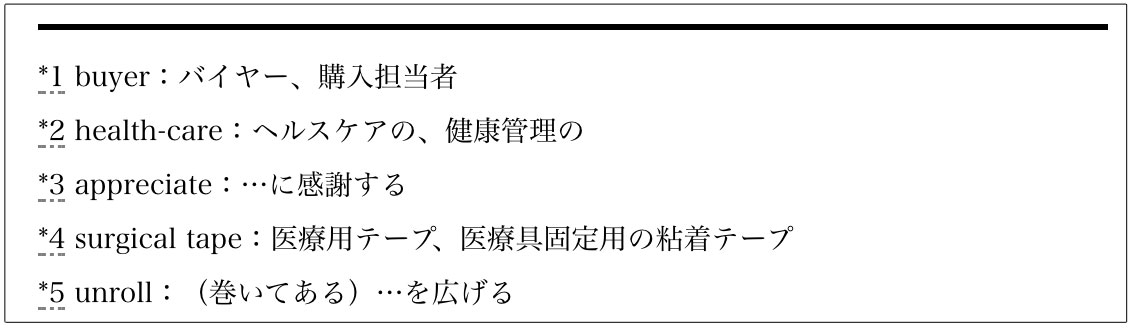 *1 buyer：バイヤー、購入担当者
*2 health-care：ヘルスケアの、健康管理の
*3 appreciate：…に感謝する
*4 surgical tape：医療用テープ、医療具固定用の粘着テープ
*5 unroll：（巻いてある）…を広げる